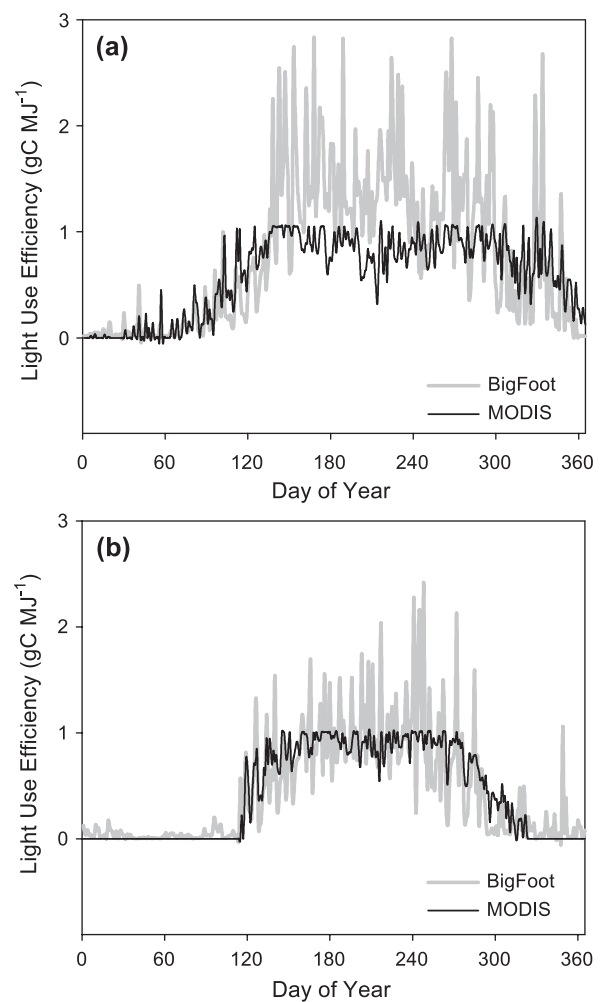 (a)
3
2
1
0
Light Use Efficiency (gC MJ⁻¹)
BigFoot
MODIS
0 60 120 180 240 300 360
Day of Year
(b)
3
2
1
0
Light Use Efficiency (gC MJ⁻¹)
BigFoot
MODIS
0 60 120 180 240 300 360
Day of Year